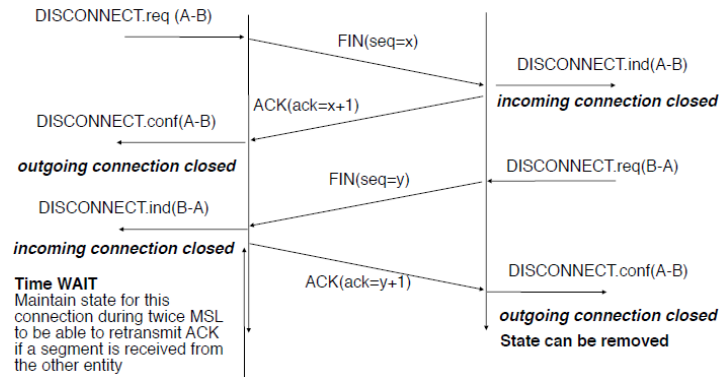 DISCONNECT.req (A-B)
FIN(seq=x)
DISCONNECT.ind(A-B)
incoming connection closed
ACK(ack=x+1)
DISCONNECT.conf(A-B)
outgoing connection closed
DISCONNECT.req(B-A)
FIN(seq=y)
DISCONNECT.ind(B-A)
incoming connection closed
ACK(ack=y+1)
DISCONNECT.conf(A-B)
outgoing connection closed
State can be removed
Time WAIT
Maintain state for this
connection during twice MSL
to be able to retransmit ACK
if a segment is received from
the other entity